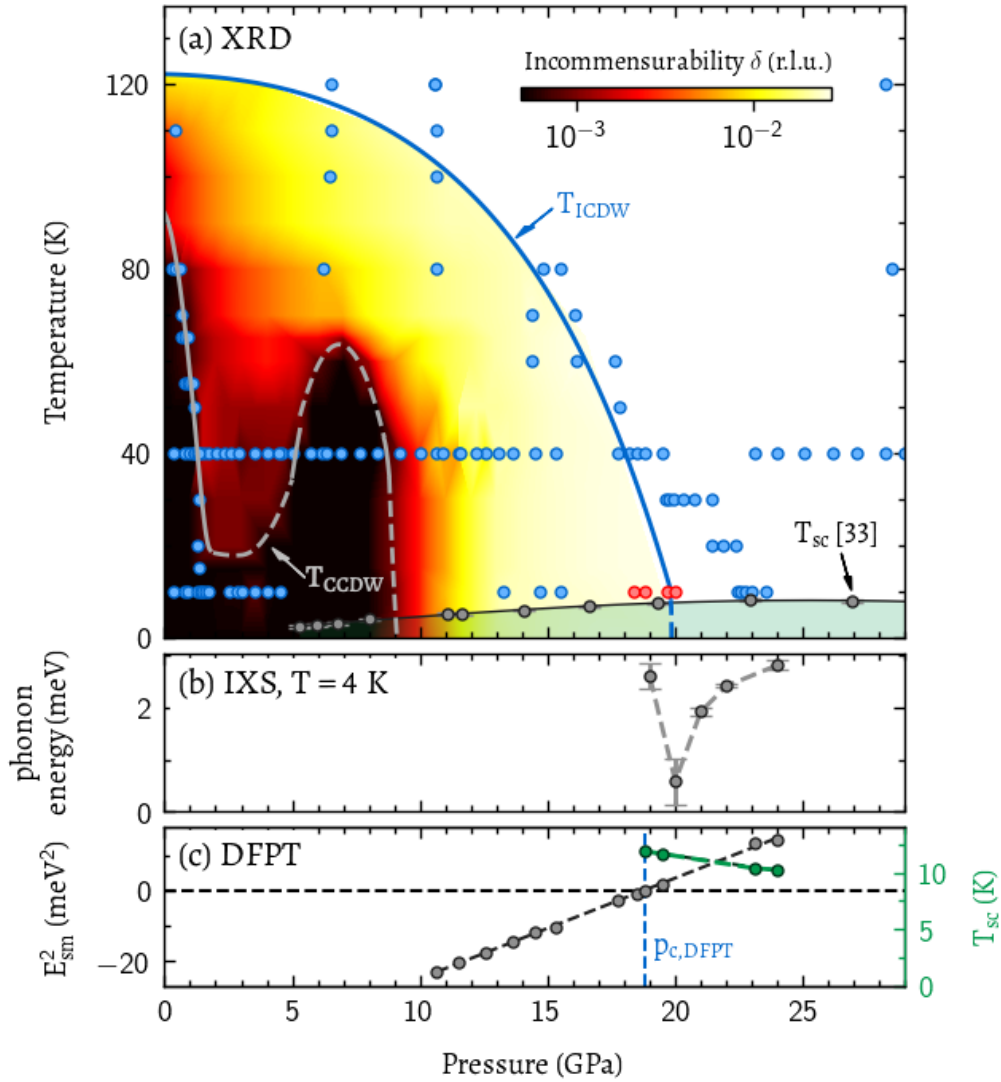 (a) XRD
Incommensurability δ (r.l.u.)
10⁻³ 10⁻²
120
80
40
0
Temperature (K)
T_ICDW
T_CCDW
T_sc [33]
(b) IXS, T = 4 K
2
0
phonon
energy (meV)
(c) DFPT
0
−20
E²_sm (meV²)
p_c,DFPT
10
5
0
T_sc (K)
0 5 10 15 20 25
Pressure (GPa)